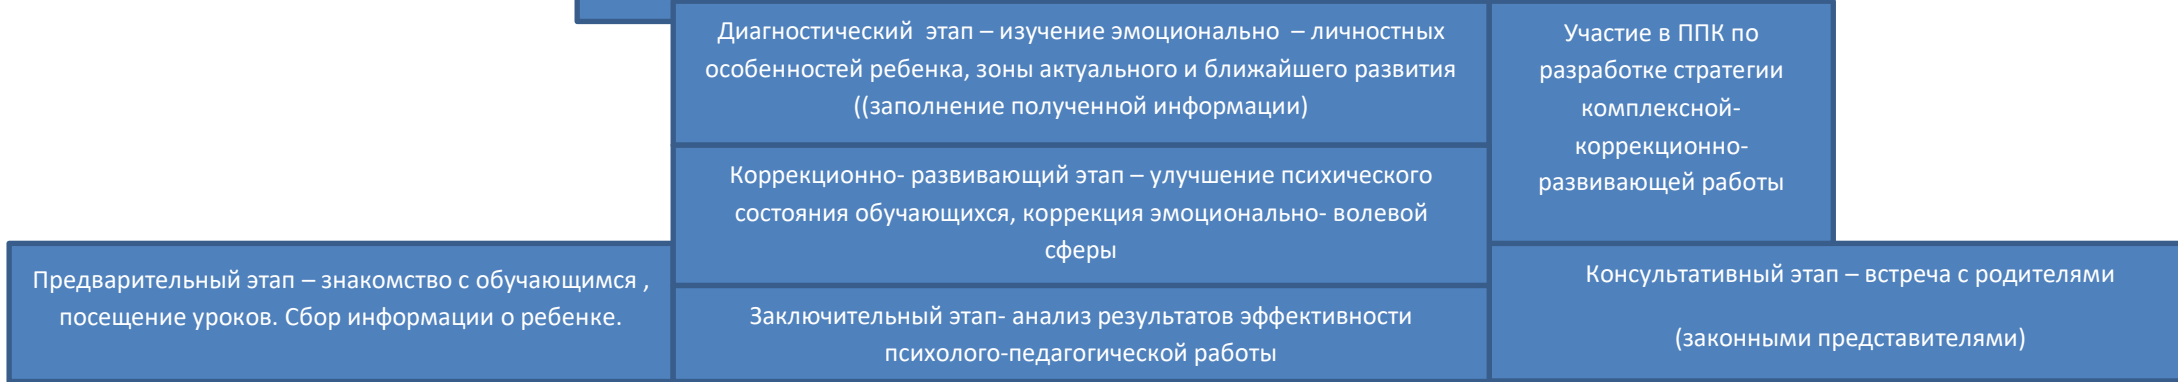 Диагностический этап – изучение эмоционально – личностных
особенностей ребенка, зоны актуального и ближайшего развития
((заполнение полученной информации)
Участие в ППК по
разработке стратегии
комплексной-
коррекционно-
развивающей работы
Коррекционно- развивающий этап – улучшение психического
состояния обучающихся, коррекция эмоционально- волевой
сферы
Предварительный этап – знакомство с обучающимся ,
посещение уроков. Сбор информации о ребенке.
Заключительный этап- анализ результатов эффективности
психолого-педагогической работы
Консультативный этап – встреча с родителями
(законными представителями)